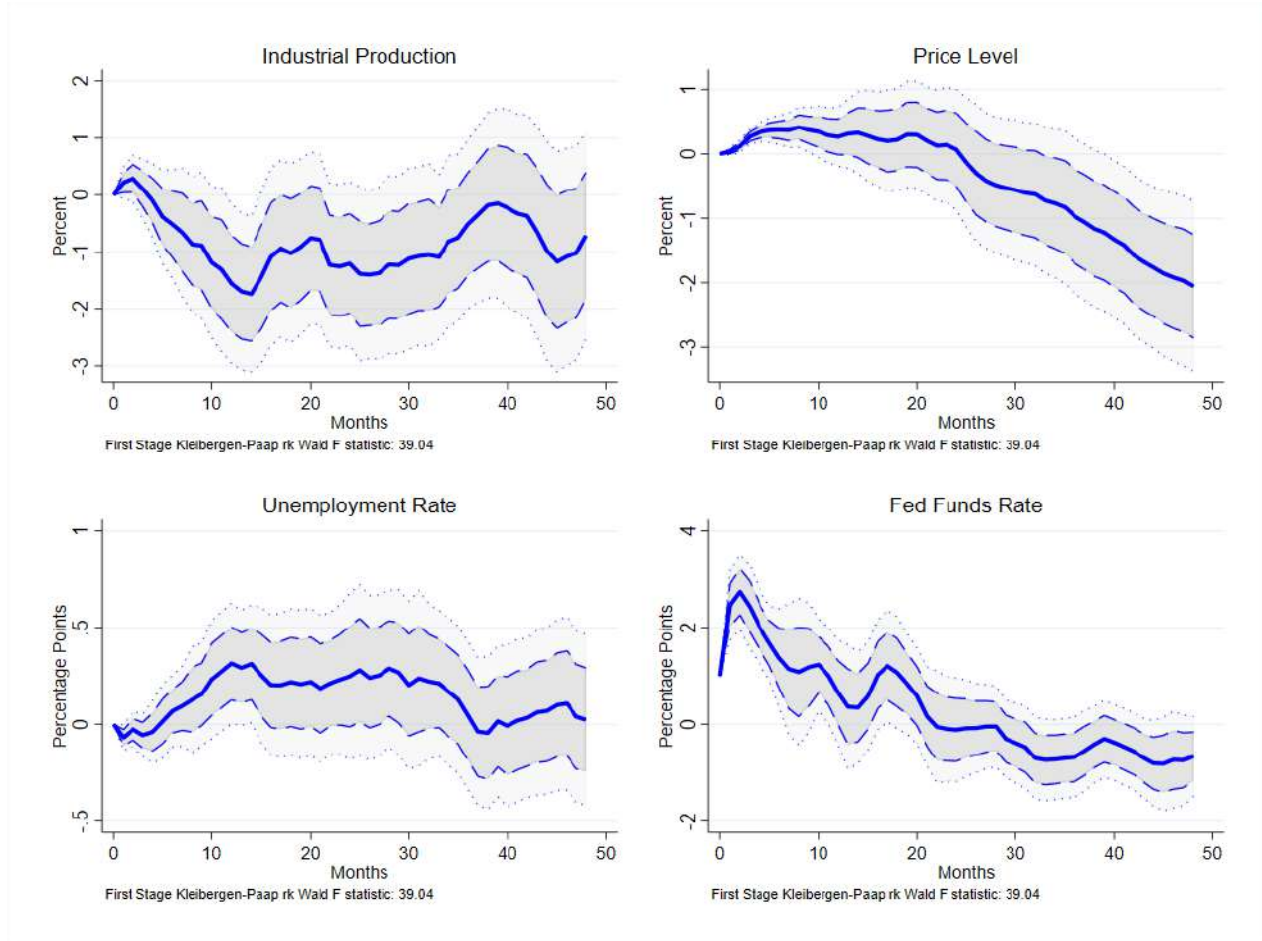 Industrial Production
Percent
2
1
0
-1
-2
-3
0 10 20 30 40 50
Months
First Stage Kleibergen-Paap rk Wald F statistic: 39.04
Price Level
Percent
1
0
-1
-2
-3
0 10 20 30 40 50
Months
First Stage Kleibergen-Paap rk Wald F statistic: 39.04
Unemployment Rate
Percentage Points
1
.5
0
-.5
0 10 20 30 40 50
Months
First Stage Kleibergen-Paap rk Wald F statistic: 39.04
Fed Funds Rate
Percentage Points
4
2
0
-2
0 10 20 30 40 50
Months
First Stage Kleibergen-Paap rk Wald F statistic: 39.04